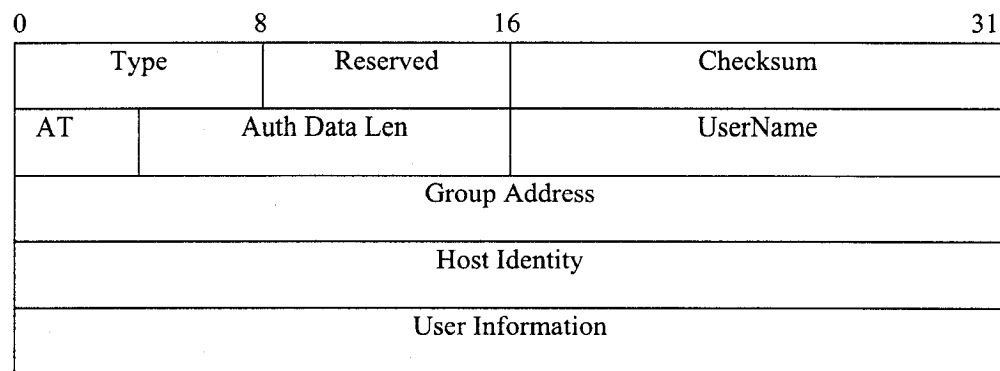 0 8 16 31
Type Reserved Checksum
AT Auth Data Len UserName
Group Address
Host Identity
User Information